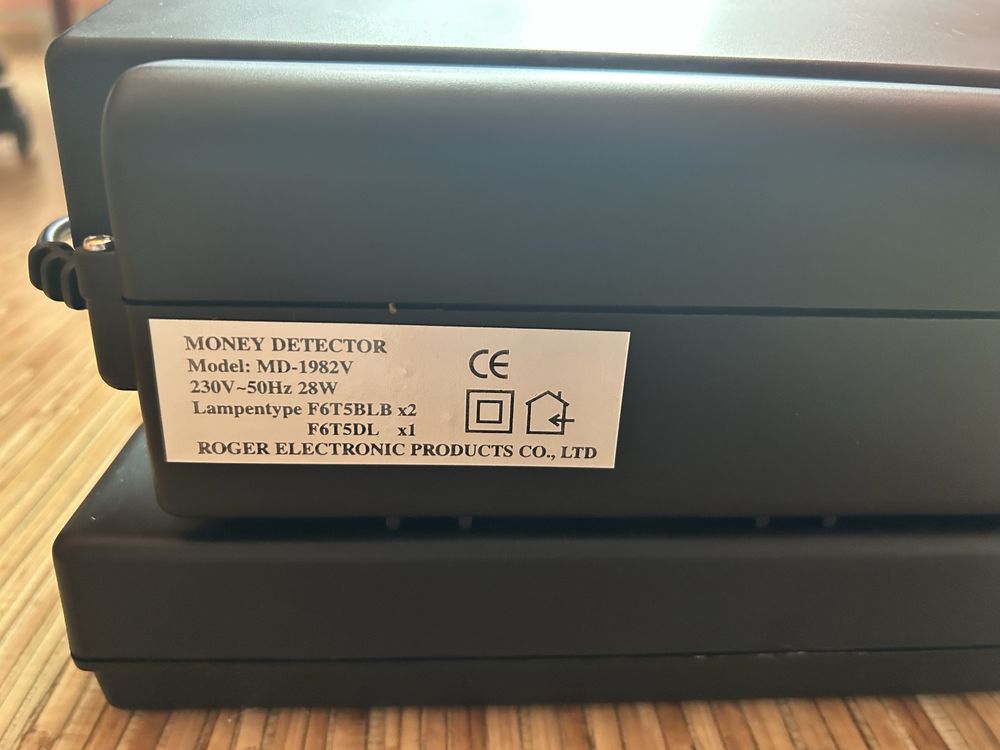 MONEY DETECTOR
Model: MD-1982V
230V~50Hz 28W
Lampentype F6T5BLB x2
F6T5DL x1
ROGER ELECTRONIC PRODUCTS CO., LTD
CE